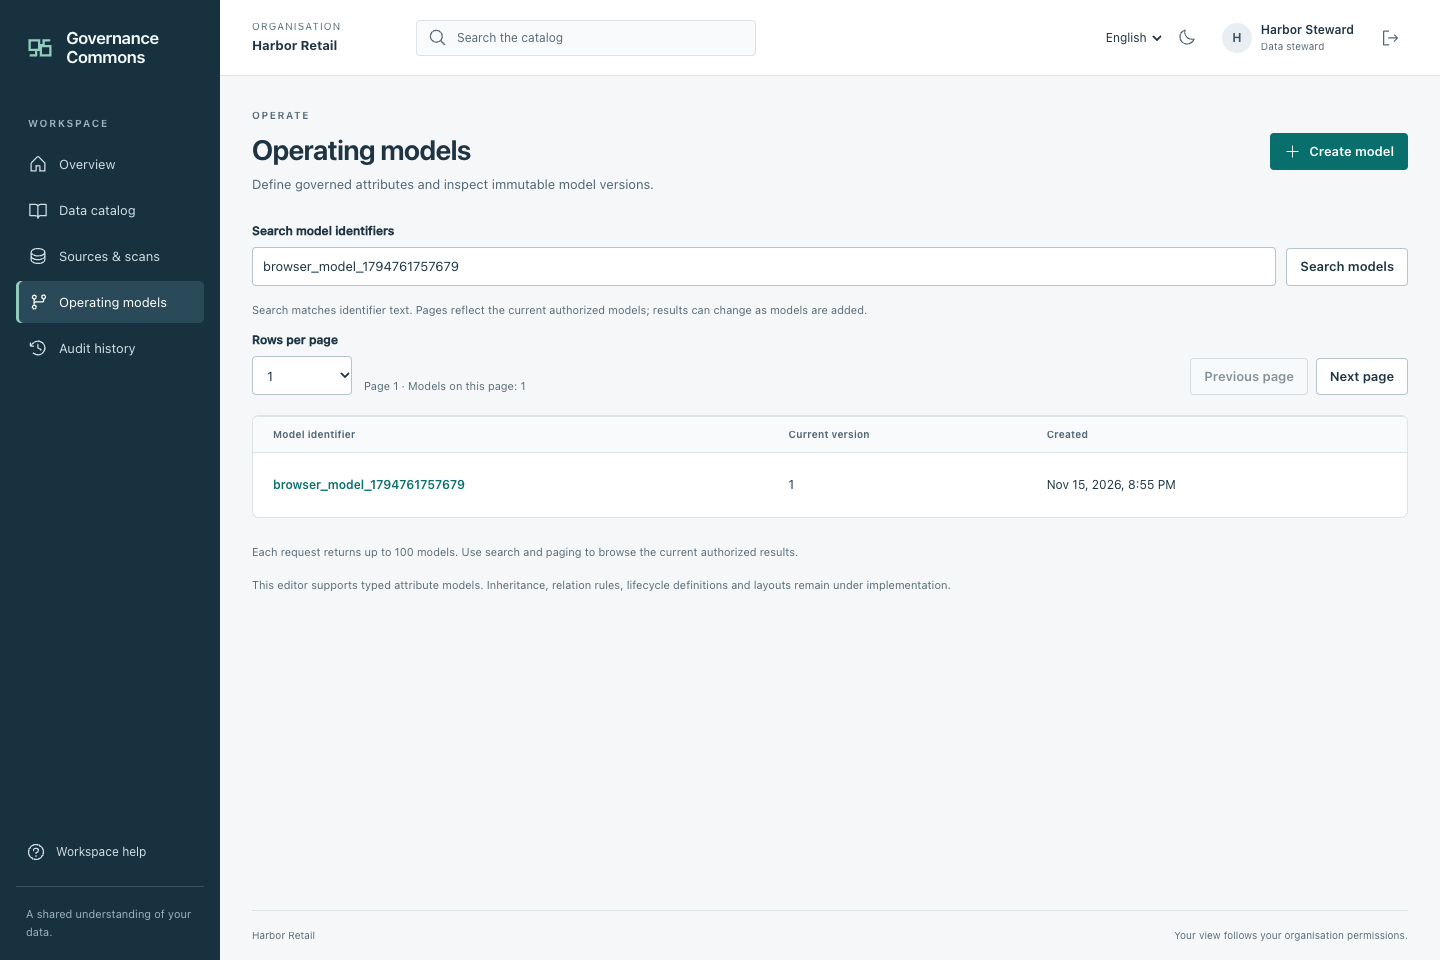 Governance
Commons
WORKSPACE
Overview
Data catalog
Sources & scans
Operating models
Audit history
Workspace help
A shared understanding of your
data.
ORGANISATION
Harbor Retail
Search the catalog
English
H
Harbor Steward
Data steward
OPERATE
Operating models
Create model
Define governed attributes and inspect immutable model versions.
Search model identifiers
browser_model_1794761757679
Search models
Search matches identifier text. Pages reflect the current authorized models; results can change as models are added.
Rows per page
1
Page 1 · Models on this page: 1
Previous page
Next page
Model identifier
Current version
Created
browser_model_1794761757679
1
Nov 15, 2026, 8:55 PM
Each request returns up to 100 models. Use search and paging to browse the current authorized results.
This editor supports typed attribute models. Inheritance, relation rules, lifecycle definitions and layouts remain under implementation.
Harbor Retail
Your view follows your organisation permissions.